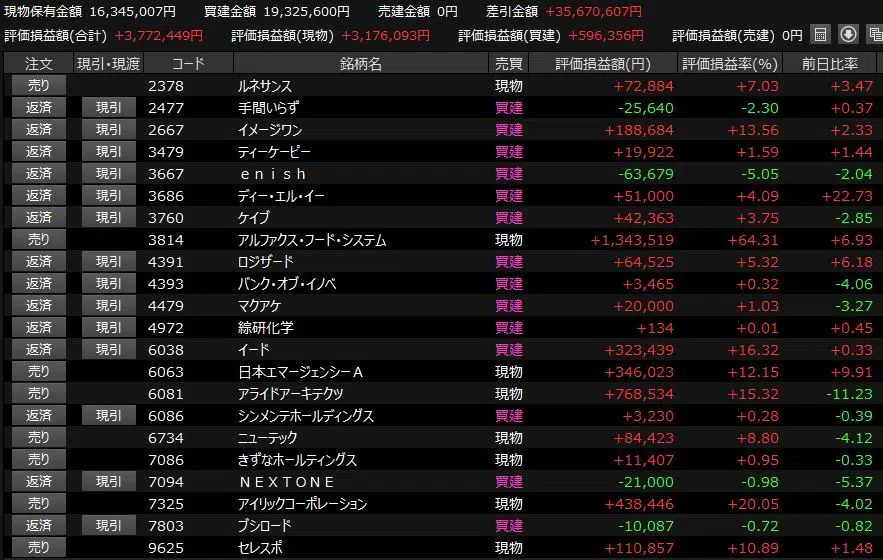 現物保有金額 16,345,007円 買建金額 19,325,600円 売建金額 0円 差引金額 +35,670,607円
評価損益額(合計) +3,772,449円 評価損益額(現物) +3,176,093円 評価損益額(買建) +596,356円 評価損益額(売建) 0円
注文 現引・現渡 コード 銘柄名 売買 評価損益額(円) 評価損益率(%) 前日比率
売り 2378 ルネサンス 現物 +72,884 +7.03 +3.47
返済 現引 2477 手間いらず 買建 -25,640 -2.30 +0.37
返済 現引 2667 イメージワン 買建 +188,684 +13.56 +2.33
返済 現引 3479 ティーケーピー 買建 +19,922 +1.59 +1.44
返済 現引 3667 ｅｎｉｓｈ 買建 -63,679 -5.05 -2.04
返済 現引 3686 ディー・エル・イー 買建 +51,000 +4.09 +22.73
返済 現引 3760 ケイブ 買建 +42,363 +3.75 -2.85
売り 3814 アルファクス・フード・システム 現物 +1,343,519 +64.31 +6.93
返済 現引 4391 ロジザード 買建 +64,525 +5.32 +6.18
返済 現引 4393 バンク・オブ・イノベ 買建 +3,465 +0.32 -4.06
返済 現引 4479 マクアケ 買建 +20,000 +1.03 -3.27
返済 現引 4972 綜研化学 買建 +134 +0.01 +0.45
返済 現引 6038 イード 買建 +323,439 +16.32 +0.33
売り 6063 日本エマージェンシーＡ 現物 +346,023 +12.15 +9.91
売り 6081 アライドアーキテクツ 現物 +768,534 +15.32 -11.23
返済 現引 6086 シンメンテホールディングス 買建 +3,230 +0.28 -0.39
売り 6734 ニューテック 現物 +84,423 +8.80 -4.12
売り 7086 きずなホールティングス 現物 +11,407 +0.95 -0.33
返済 現引 7094 ＮＥＸＴＯＮＥ 買建 -21,000 -0.98 -5.37
売り 7325 アイリックコーポレーション 現物 +438,446 +20.05 -4.02
返済 現引 7803 ブシロード 買建 -10,087 -0.72 -0.82
売り 9625 セレスポ 現物 +110,857 +10.89 +1.48